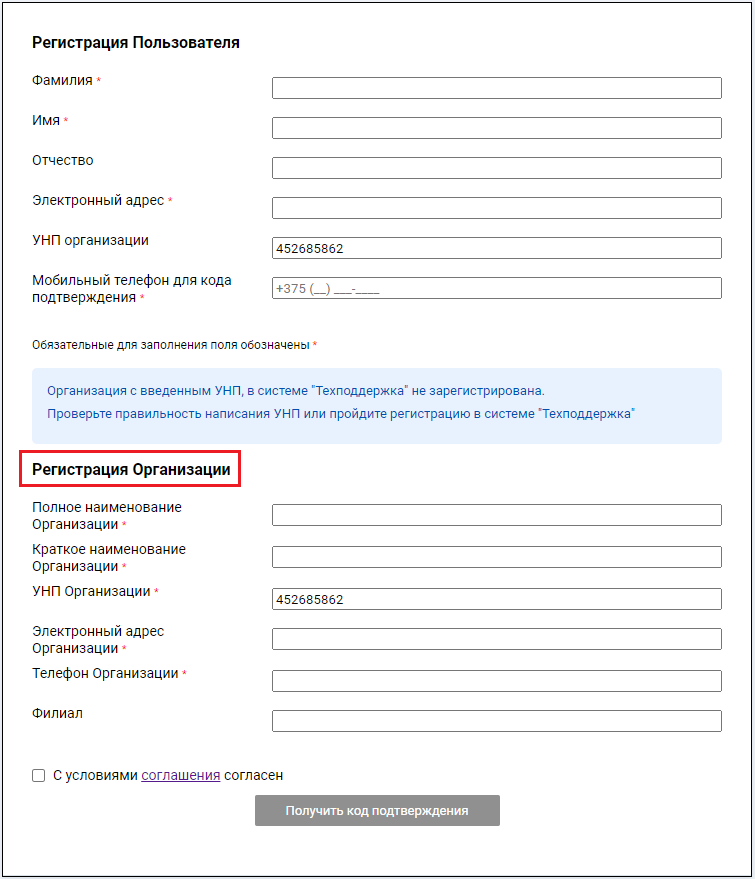 Регистрация Пользователя
Фамилия *
Имя *
Отчество
Электронный адрес *
УНП организации
452685862
Мобильный телефон для кода
подтверждения *
+375 (__) ___-____
Обязательные для заполнения поля обозначены *
Организация с введенным УНП, в системе "Техподдержка" не зарегистрирована.
Проверьте правильность написания УНП или пройдите регистрацию в системе "Техподдержка"
Регистрация Организации
Полное наименование
Организации *
Краткое наименование
Организации *
УНП Организации *
452685862
Электронный адрес
Организации *
Телефон Организации *
Филиал
С условиями соглашения согласен
Получить код подтверждения